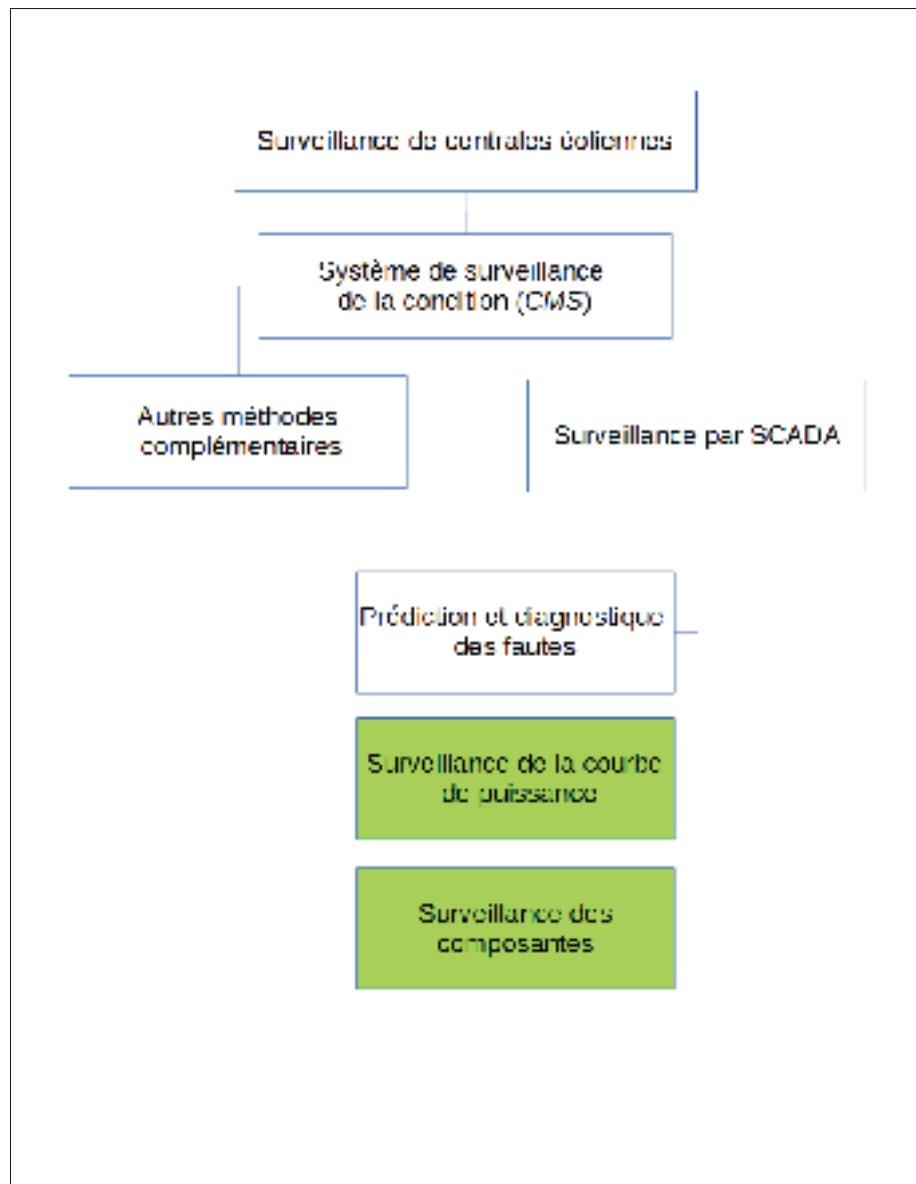 Surveillance de centrales éoliennes
Système de surveillance
de la condition (CMS)
Autres méthodes
complémentaires
Surveillance par SCADA
Prédiction et diagnostique
des fautes
Surveillance de la courbe
de puissance
Surveillance des
composantes